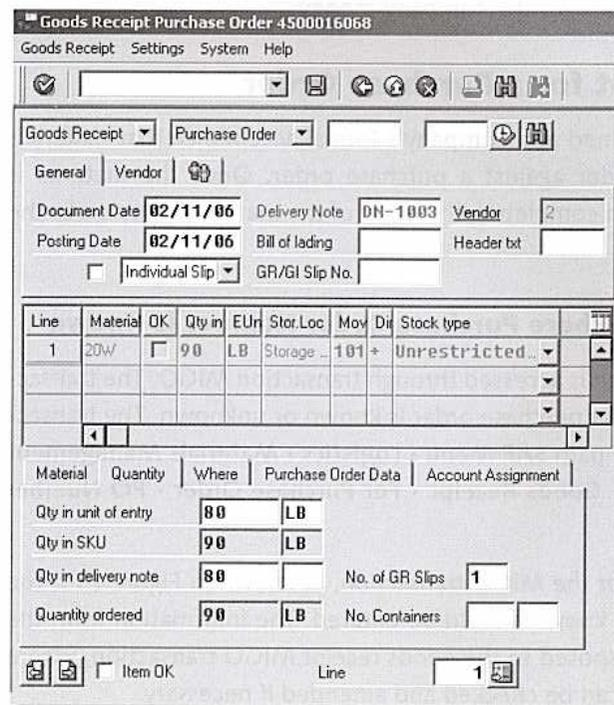 Goods Receipt Purchase Order 4500016068
Goods Receipt Settings System Help
Goods Receipt Purchase Order
General Vendor
Document Date 02/11/06 Delivery Note DN-1003 Vendor 2
Posting Date 02/11/06 Bill of lading Header txt
Individual Slip GR/GI Slip No.
Line Material OK Qty in EUn Stor.Loc Mov Dir Stock type
1 20W 90 LB Storage .. 101 + Unrestricted..
Material Quantity Where Purchase Order Data Account Assignment
Qty in unit of entry 80 LB
Qty in SKU 90 LB
Qty in delivery note 80 No. of GR Slips 1
Quantity ordered 90 LB No. Containers
Item OK Line 1